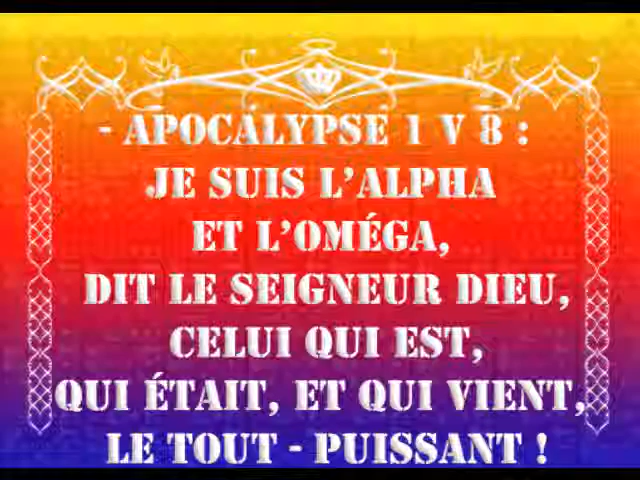 - APOCALYPSE 1 V 8 :
JE SUIS L'ALPHA
ET L'OMÉGA,
DIT LE SEIGNEUR DIEU,
CELUI QUI EST,
QUI ÉTAIT, ET QUI VIENT,
LE TOUT - PUISSANT !